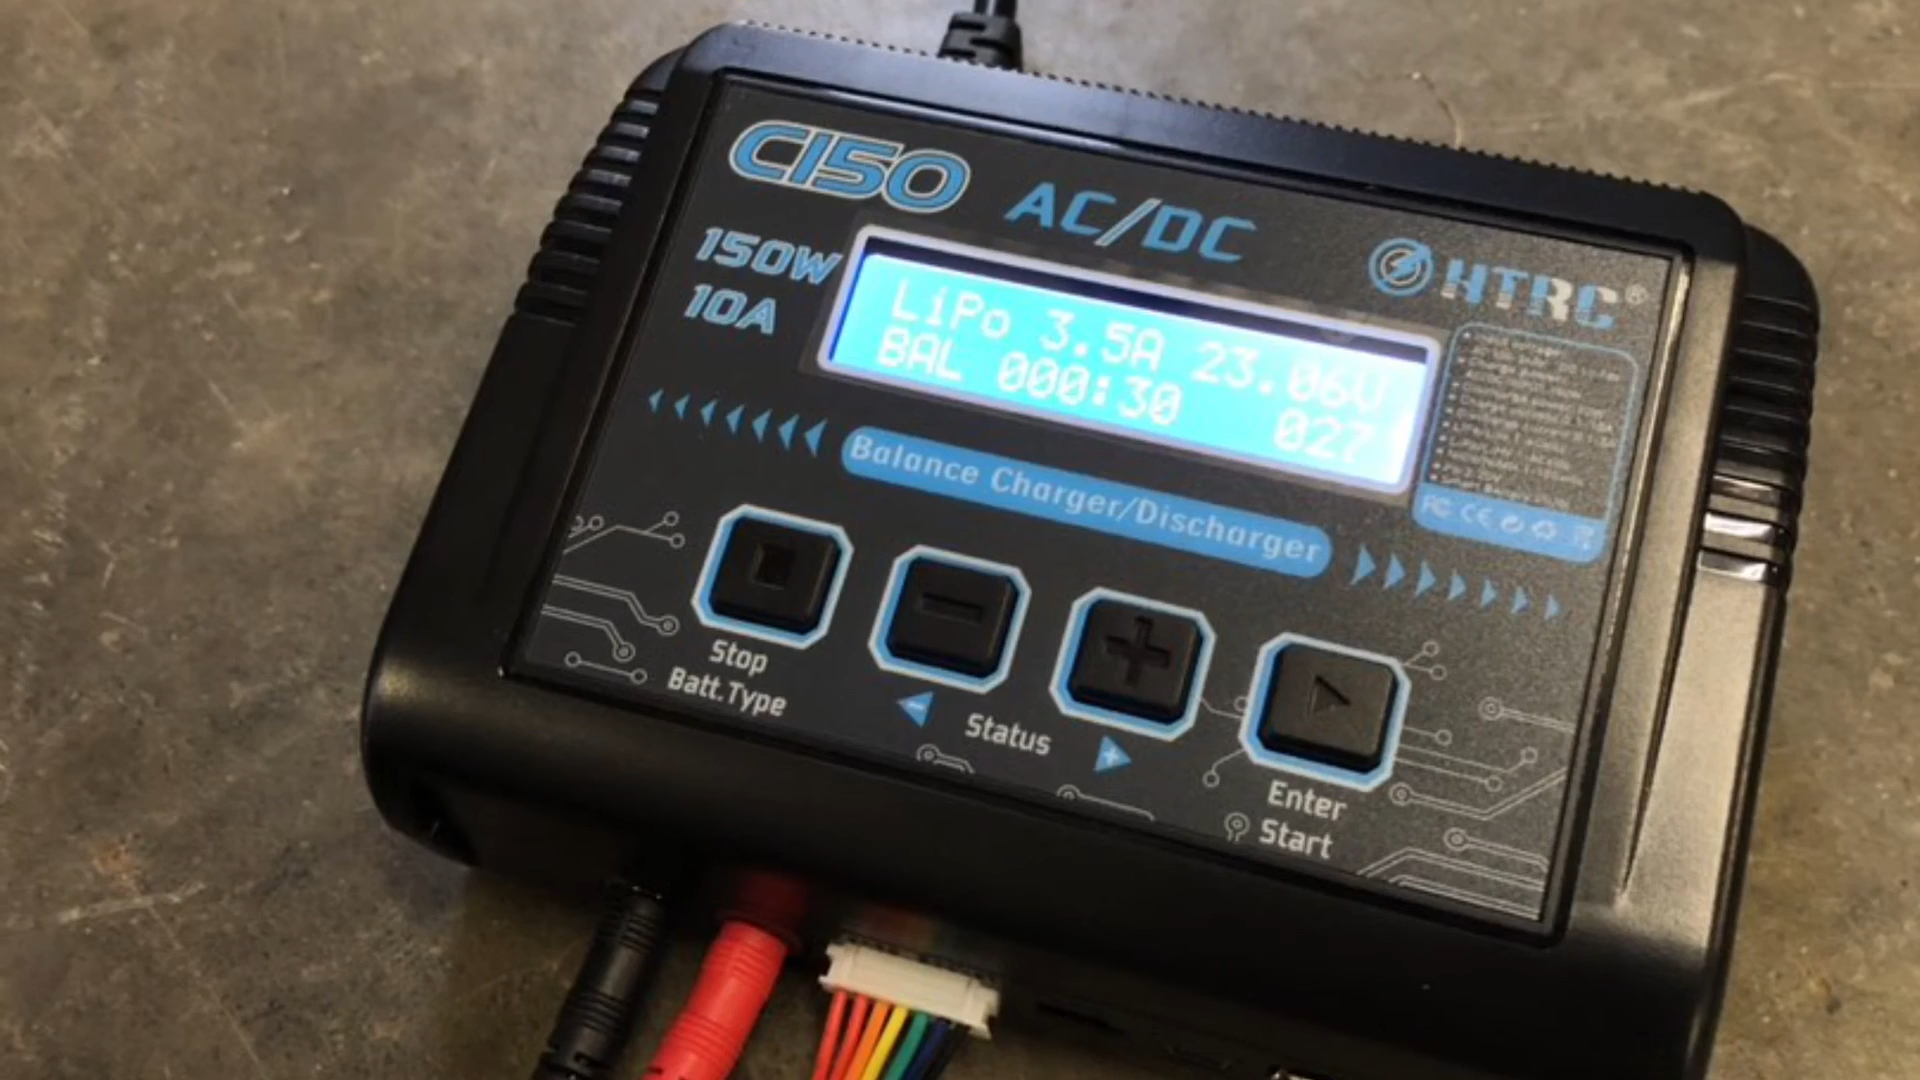 C150
AC/DC
150W
10A
HTRC®
LiPo 3.5A 23.06V
BAL 000:30 027
Balance Charger/Discharger
Stop
Batt.Type
Status
Enter
Start